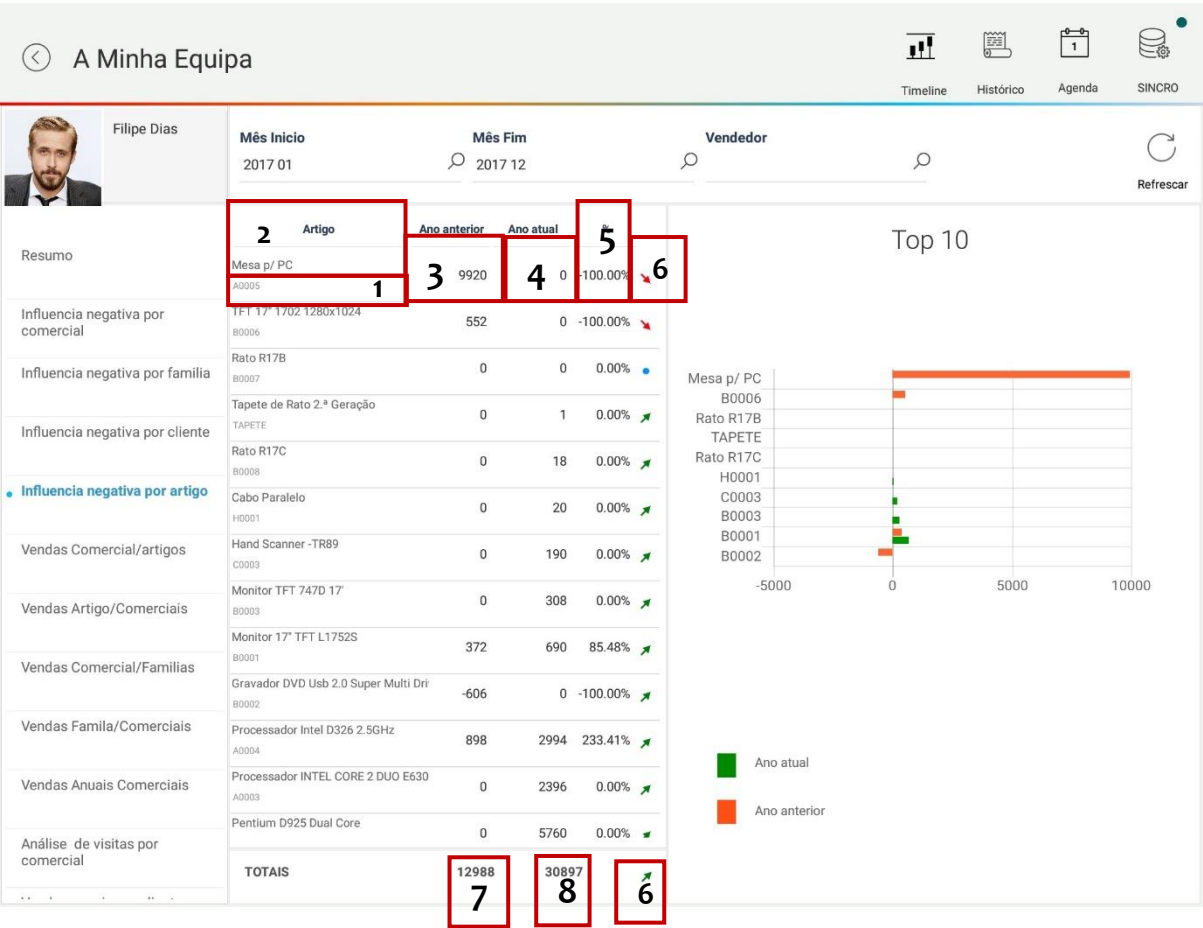 A Minha Equipa
1
Timeline
Histórico
Agenda
SINCRO
Filipe Dias
Mês Inicio
Mês Fim
Vendedor
2017 01
2017 12
Refrescar
Resumo
Influencia negativa por
comercial
Influencia negativa por familia
Influencia negativa por cliente
Influencia negativa por artigo
Vendas Comercial/artigos
Vendas Artigo/Comerciais
Vendas Comercial/Familias
Vendas Famila/Comerciais
Vendas Anuais Comerciais
Análise de visitas por
comercial
2 Artigo Ano anterior Ano atual % 5
Mesa p/ PC
A0005
1 3 9920 4 0 -100.00% 6
TFT 17" 1702 1280x1024
B0006
552 0 -100.00%
Rato R17B
B0007
0 0 0.00%
Tapete de Rato 2.ª Geração
TAPETE
0 1 0.00%
Rato R17C
B0008
0 18 0.00%
Cabo Paralelo
H0001
0 20 0.00%
Hand Scanner -TR89
C0003
0 190 0.00%
Monitor TFT 747D 17'
B0003
0 308 0.00%
Monitor 17" TFT L1752S
B0001
372 690 85.48%
Gravador DVD Usb 2.0 Super Multi Dri
B0002
-606 0 -100.00%
Processador Intel D326 2.5GHz
A0004
898 2994 233.41%
Processador INTEL CORE 2 DUO E630
A0003
0 2396 0.00%
Pentium D925 Dual Core
0 5760 0.00%
TOTAIS 12988 30897
7 8 6
Top 10
Mesa p/ PC
B0006
Rato R17B
TAPETE
Rato R17C
H0001
C0003
B0003
B0001
B0002
-5000 0 5000 10000
Ano atual
Ano anterior